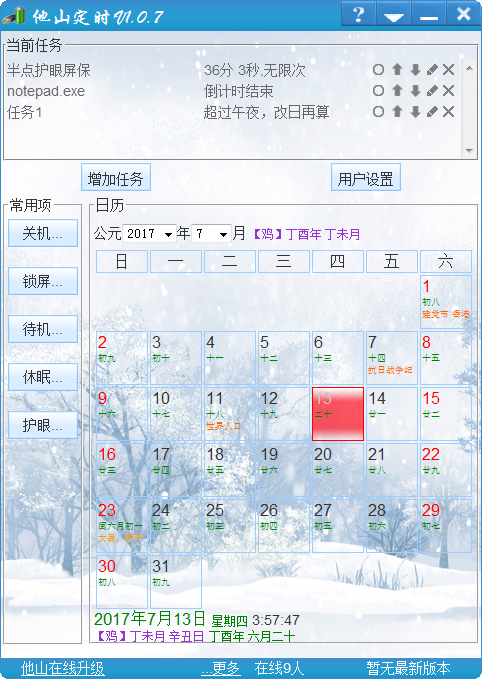 他山定时V1.0.7
当前任务
半点护眼屏保 36分 3秒,无限次
notepad.exe 倒计时结束
任务1 超过午夜，改日再算
增加任务 用户设置
常用项
关机...
锁屏...
待机...
休眠...
护眼...
日历
公元 2017 年 7 月 【鸡】丁酉年 丁未月
日 一 二 三 四 五 六
1
初八
建党节 香港
2 3 4 5 6 7 8
初九 初十 十一 十二 十三 十四 十五
抗日战争纪
9 10 11 12 13 14 15
十六 十七 十八 十九 二十 廿一 廿二
世界人口
16 17 18 19 20 21 22
廿三 廿四 廿五 廿六 廿七 廿八 廿九
23 24 25 26 27 28 29
闰六月初一 初二 初三 初四 初五 初六 初七
30 31
初八 初九
2017年7月13日 星期四 3:57:47
【鸡】丁未月 辛丑日 丁酉年 六月二十
他山在线升级 ...更多 在线9人 暂无最新版本